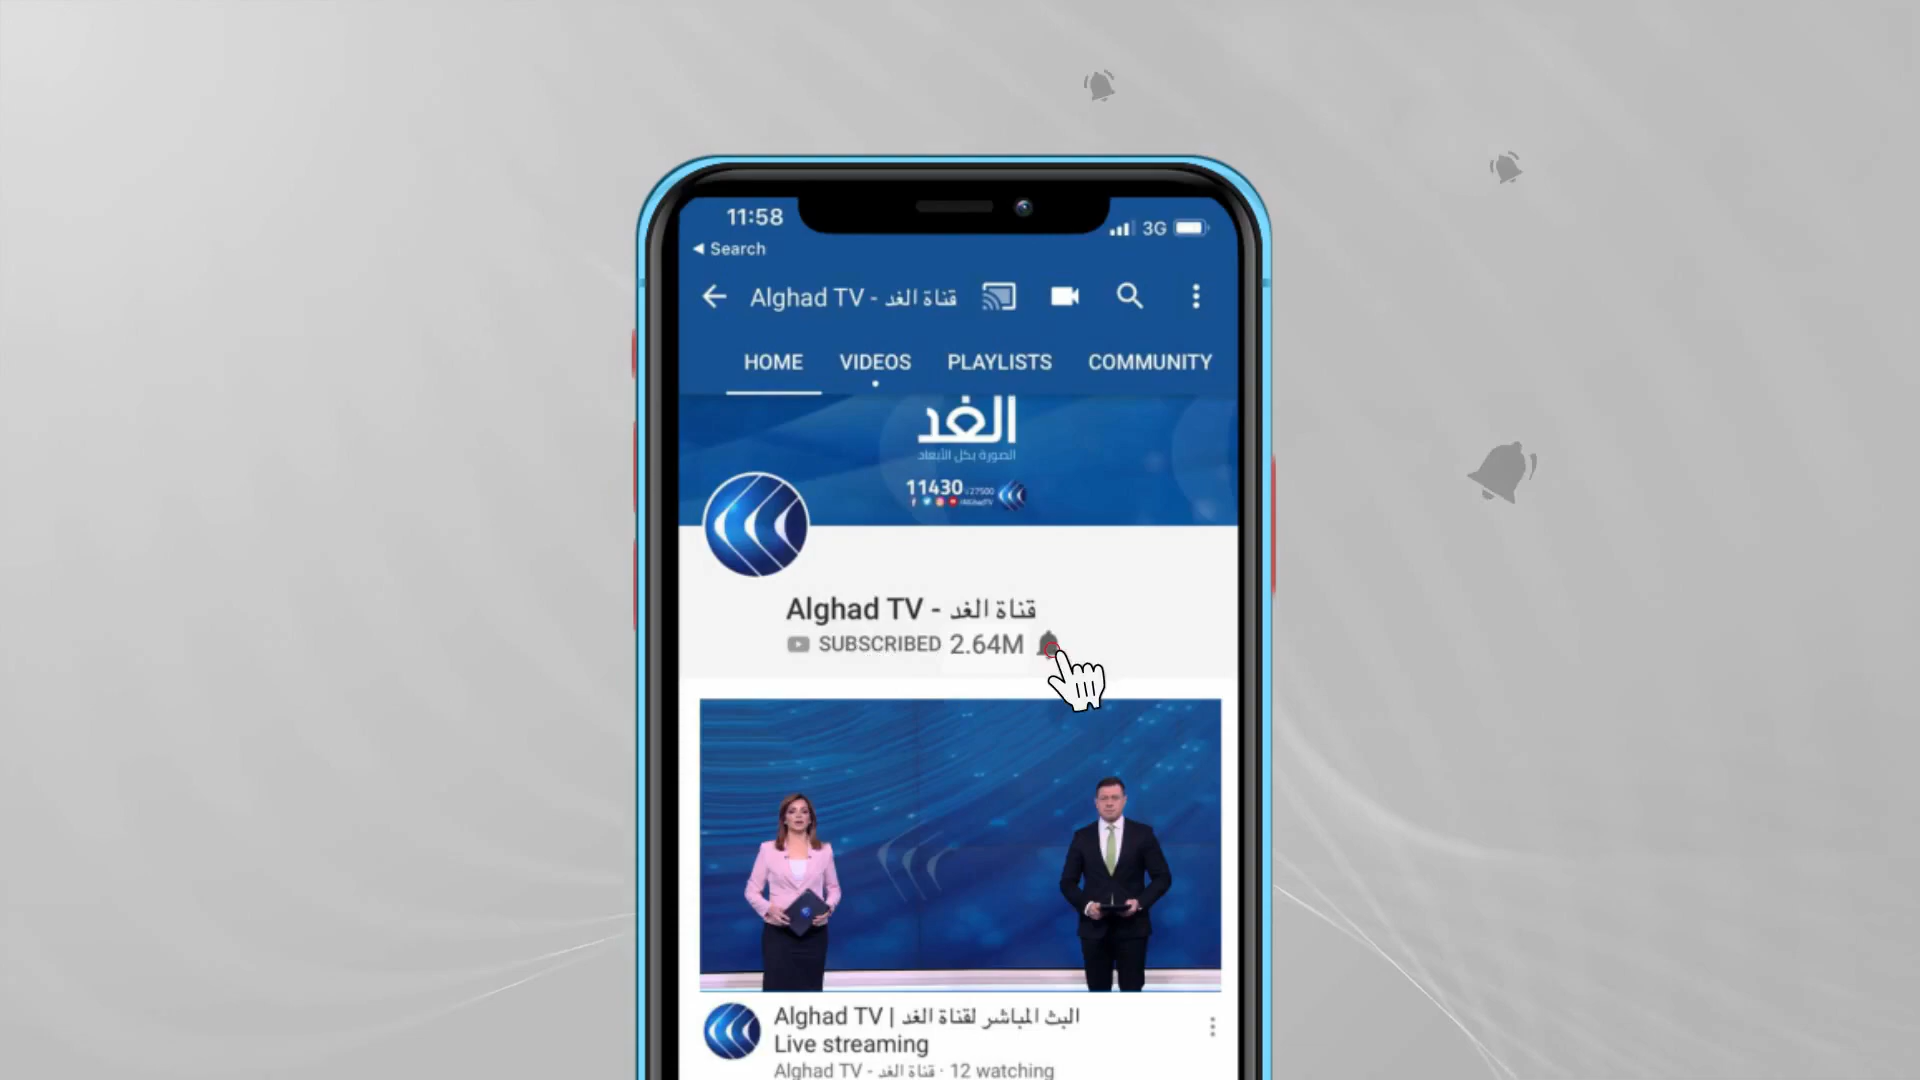 11:58
3G
◀ Search
Alghad TV - قناة الغد
HOME VIDEOS PLAYLISTS COMMUNITY
الغد
الصورة بكل الأبعاد
11430 27500
Alghad TV - قناة الغد
SUBSCRIBED 2.64M
Alghad TV | البث المباشر لقناة الغد
Live streaming
Alghad TV - قناة الغد · 12 watching